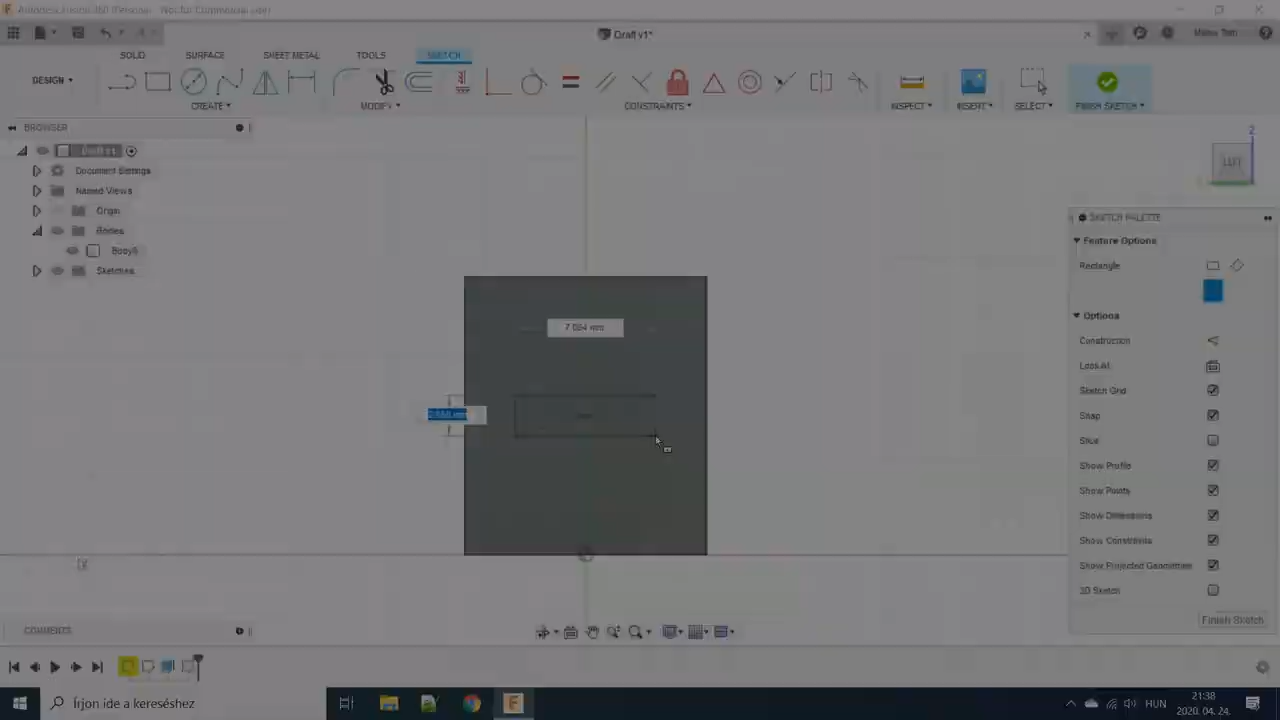 Autodesk Fusion 360 (Personal - Not for Commercial Use)
Draft v1*
SOLID SURFACE SHEET METAL TOOLS SKETCH
DESIGN
CREATE MODIFY CONSTRAINTS INSPECT INSERT SELECT FINISH SKETCH
BROWSER
Draft v1
Document Settings
Named Views
Origin
Bodies
Sketches
Z
LEFT
SKETCH PALETTE
Feature Options
Rectangle
Options
Construction
Look At
Sketch Grid
Snap
Slice
Show Profile
Show Points
Show Dimensions
Show Constraints
Show Projected Geometries
3D Sketch
Finish Sketch
mm
COMMENTS
Írjon ide a kereséshez
HUN
21:38
2020. 04. 24.